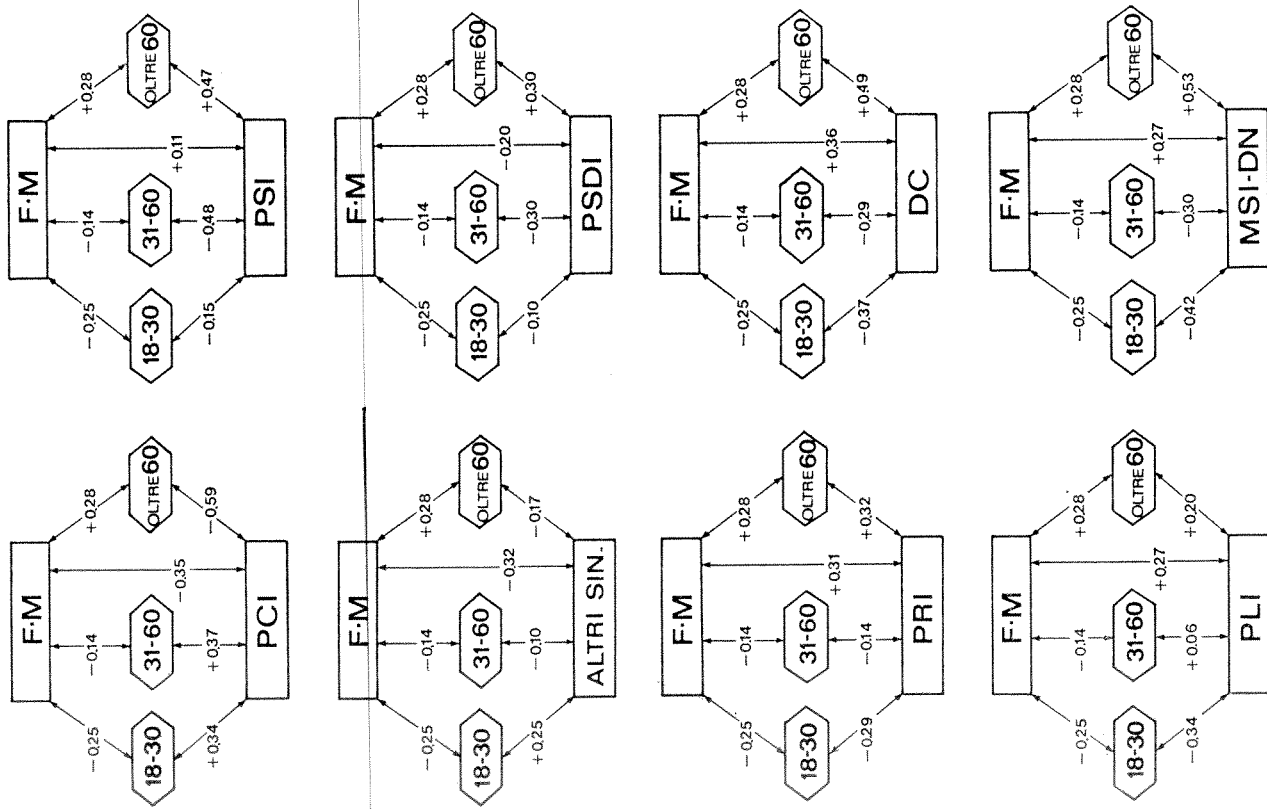 F·M
−0,25 −0,14 +0,28
18-30 31-60 OLTRE 60
−0,35
+0,34 +0,37 −0,59
PCI
F·M
−0,25 −0,14 +0,28
18-30 31-60 OLTRE 60
+0,11
−0,15 −0,48 +0,47
PSI
F·M
−0,25 −0,14 +0,28
18-30 31-60 OLTRE 60
−0,32
+0,25 −0,10 −0,17
ALTRI SIN.
F·M
−0,25 −0,14 +0,28
18-30 31-60 OLTRE 60
−0,20
−0,10 −0,30 +0,30
PSDI
F·M
−0,25 −0,14 +0,28
18-30 31-60 OLTRE 60
+0,31
−0,29 −0,14 +0,32
PRI
F·M
−0,25 −0,14 +0,28
18-30 31-60 OLTRE 60
+0,36
−0,37 −0,29 +0,49
DC
F·M
−0,25 −0,14 +0,28
18-30 31-60 OLTRE 60
+0,27
−0,34 +0.06 +0,20
PLI
F·M
−0,25 −0,14 +0,28
18-30 31-60 OLTRE 60
+0,27
−0,42 −0,30 +0,53
MSI-DN